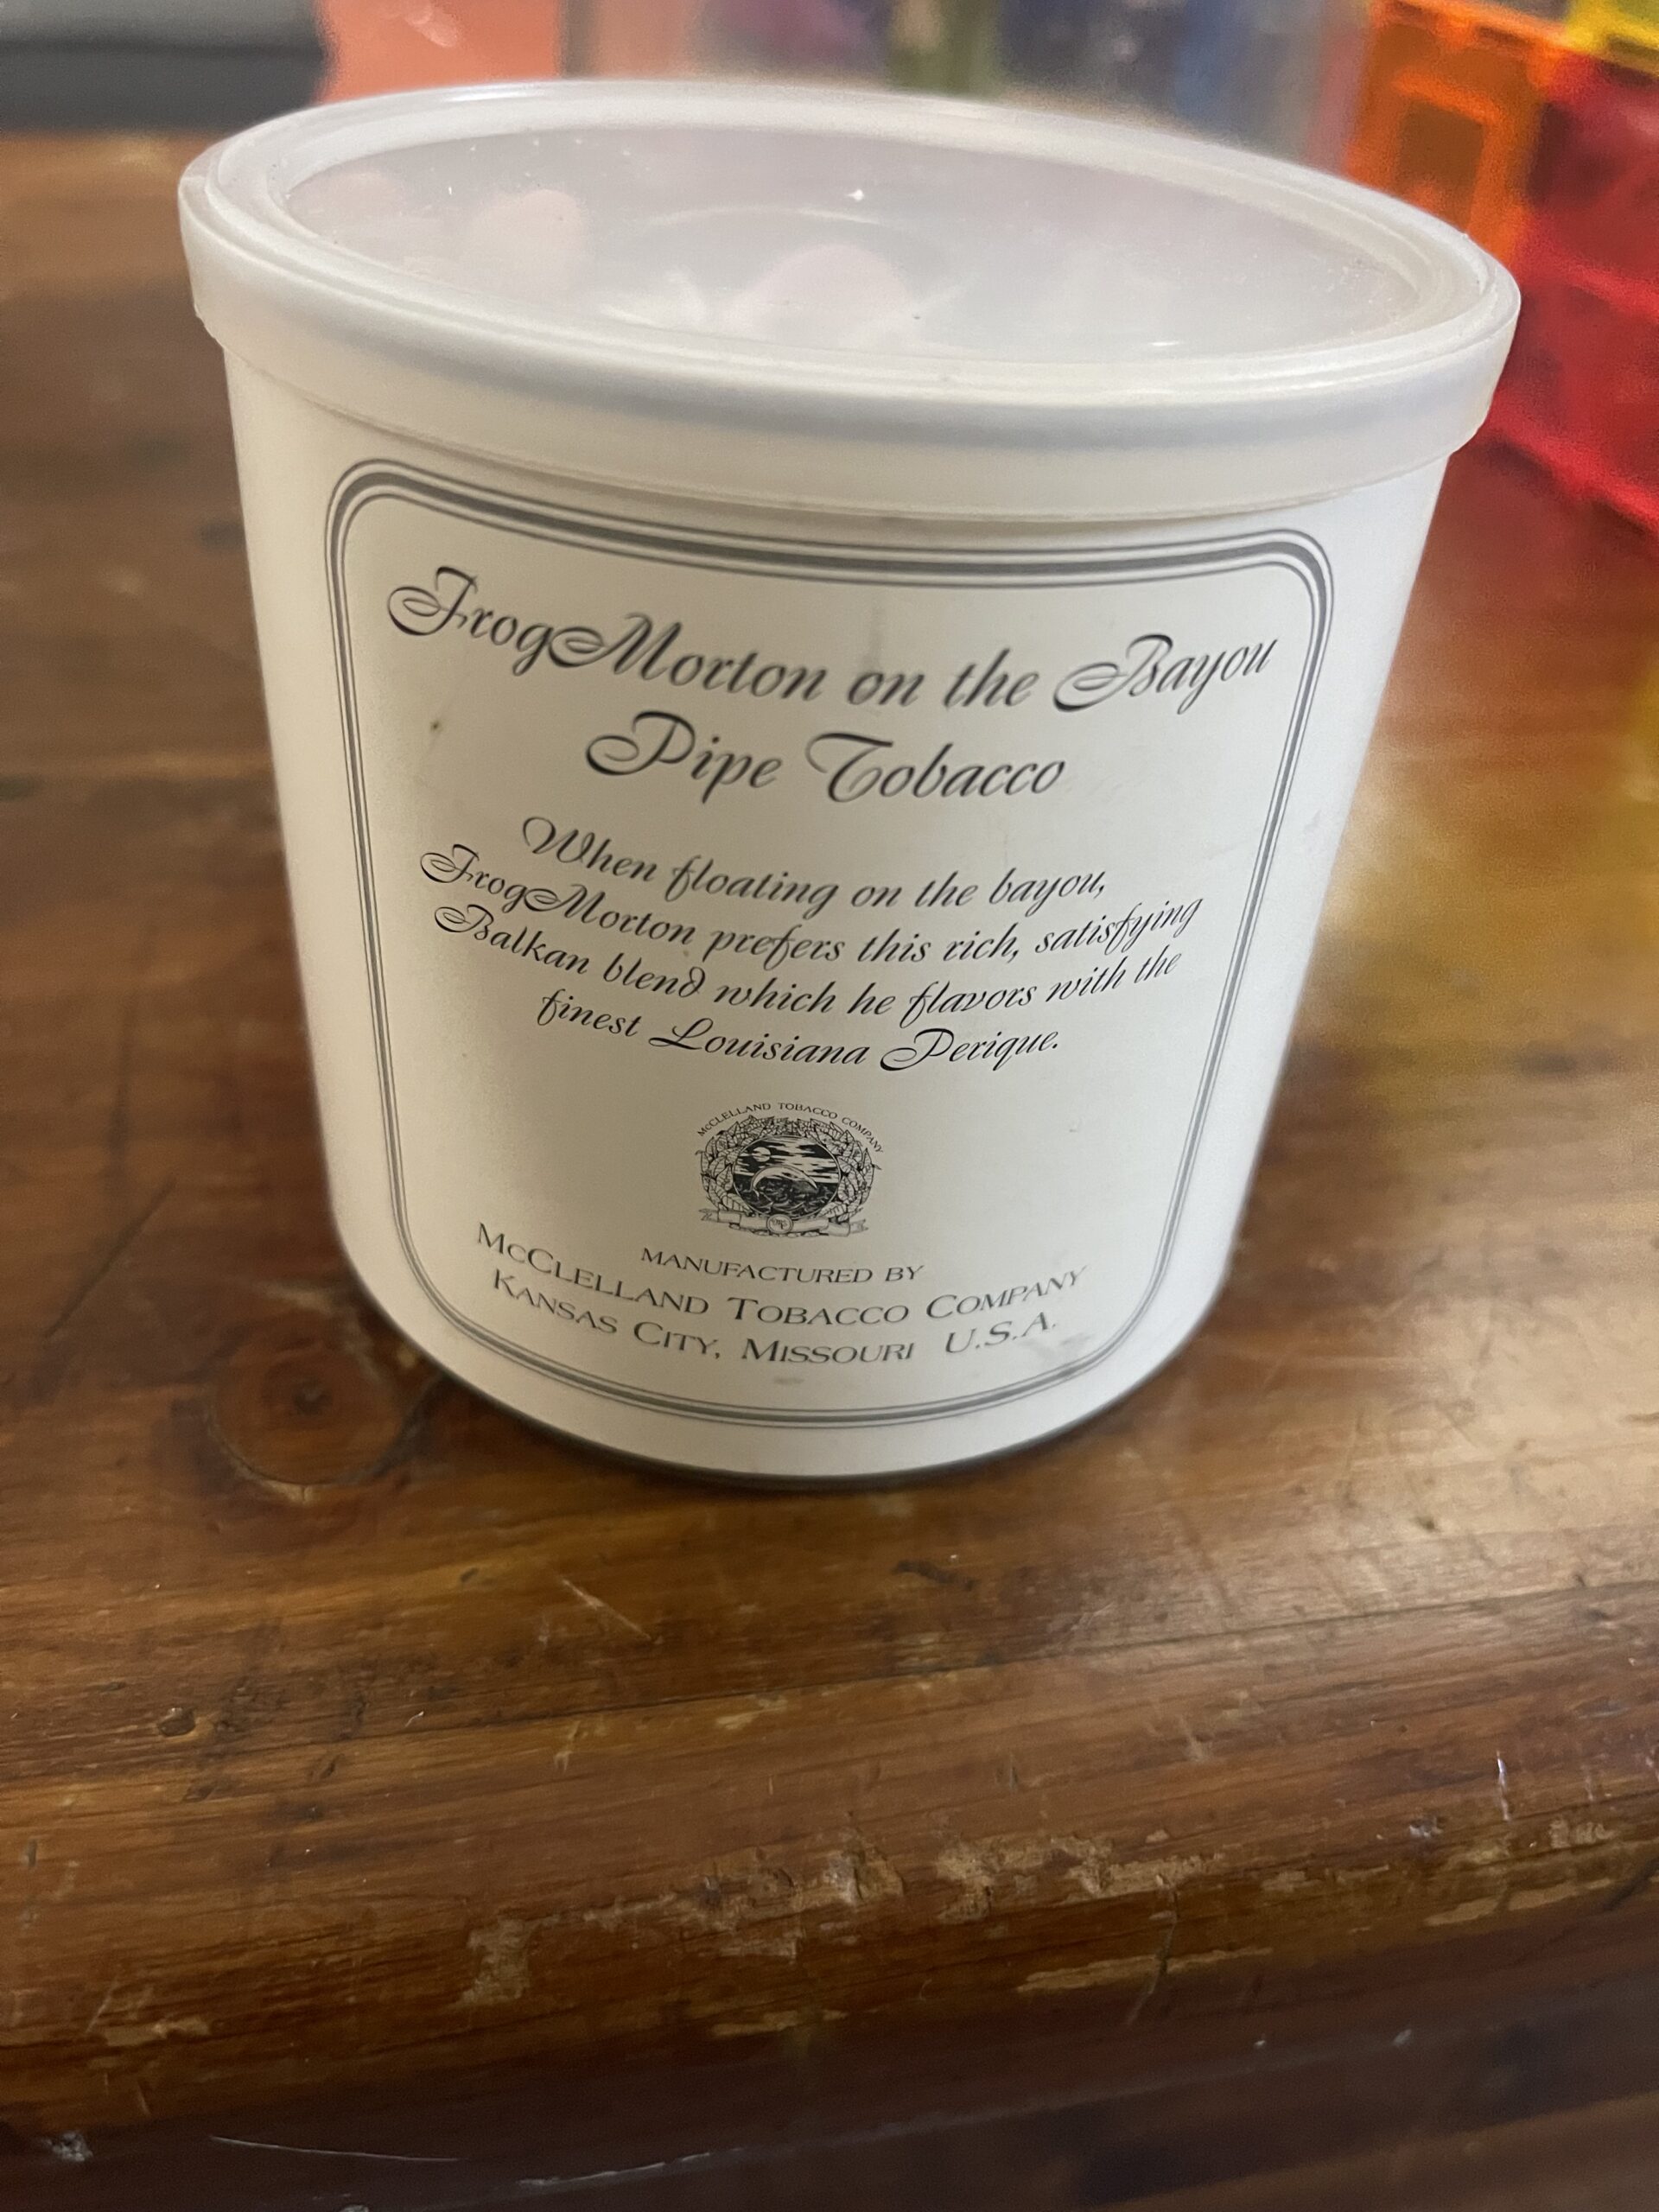 FrogMorton on the Bayou
Pipe Tobacco
When floating on the bayou,
FrogMorton prefers this rich, satisfying
Balkan blend which he flavors with the
finest Louisiana Perique.
McCLELLAND TOBACCO COMPANY
MANUFACTURED BY
McCLELLAND TOBACCO COMPANY
KANSAS CITY, MISSOURI U.S.A.